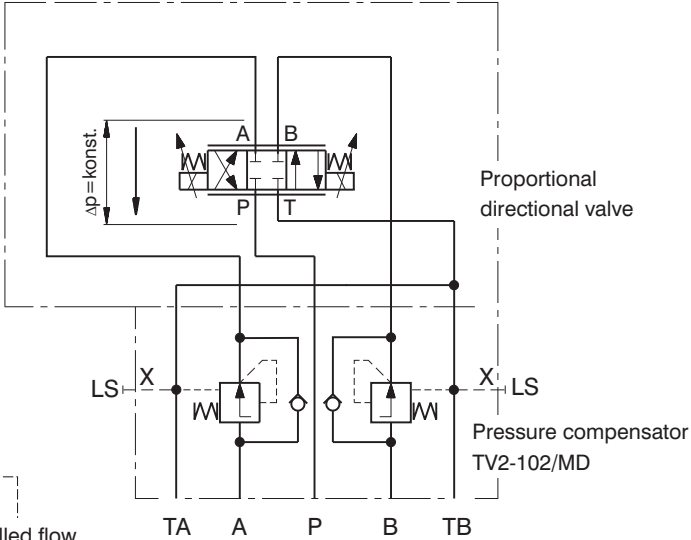 A B
Δp=konst.
P T
Proportional
directional valve
LS X
X LS
Pressure compensator
TV2-102/MD
lled flow
TA A P B TB